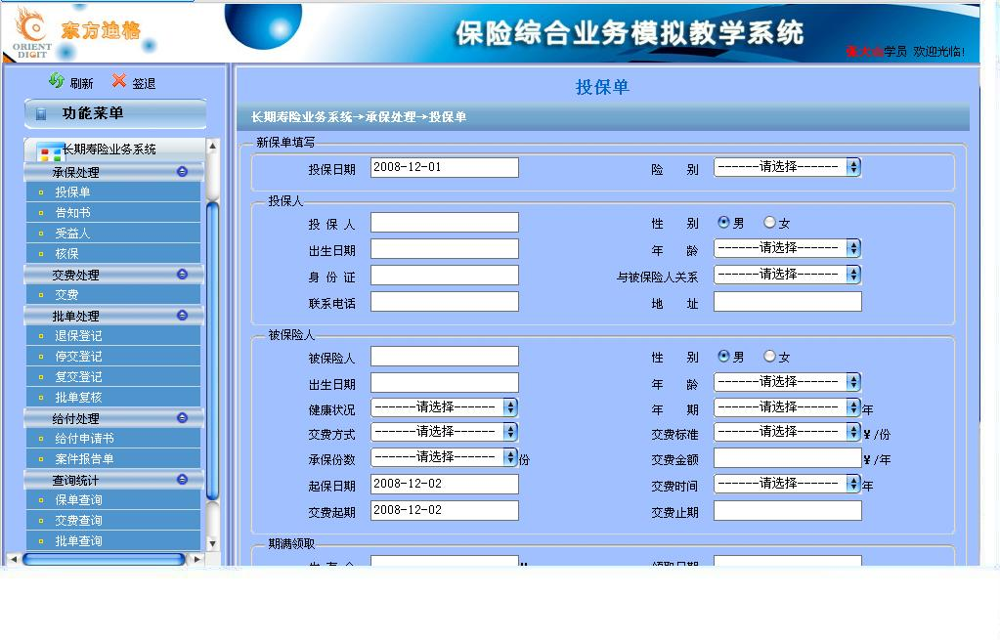 东方迪格
ORIENT
DIGIT
保险综合业务模拟教学系统
张大山学员 欢迎光临!
刷新 签退
功能菜单
长期寿险业务系统
承保处理
投保单
告知书
受益人
核保
交费处理
交费
批单处理
退保登记
停交登记
复交登记
批单复核
给付处理
给付申请书
案件报告单
查询统计
保单查询
交费查询
批单查询
投保单
长期寿险业务系统→承保处理→投保单
新保单填写
投保日期 2008-12-01 险 别 ------请选择------
投保人
投 保 人 性 别 男 女
出生日期 年 龄 ------请选择------
身 份 证 与被保险人关系 ------请选择------
联系电话 地 址
被保险人
被保险人 性 别 男 女
出生日期 年 龄 ------请选择------
健康状况 ------请选择------ 年 期 ------请选择------ 年
交费方式 ------请选择------ 交费标准 ------请选择------ ¥/份
承保份数 ------请选择------ 份 交费金额 ¥/年
起保日期 2008-12-02 交费时间 ------请选择------ 年
交费起期 2008-12-02 交费止期
期满领取